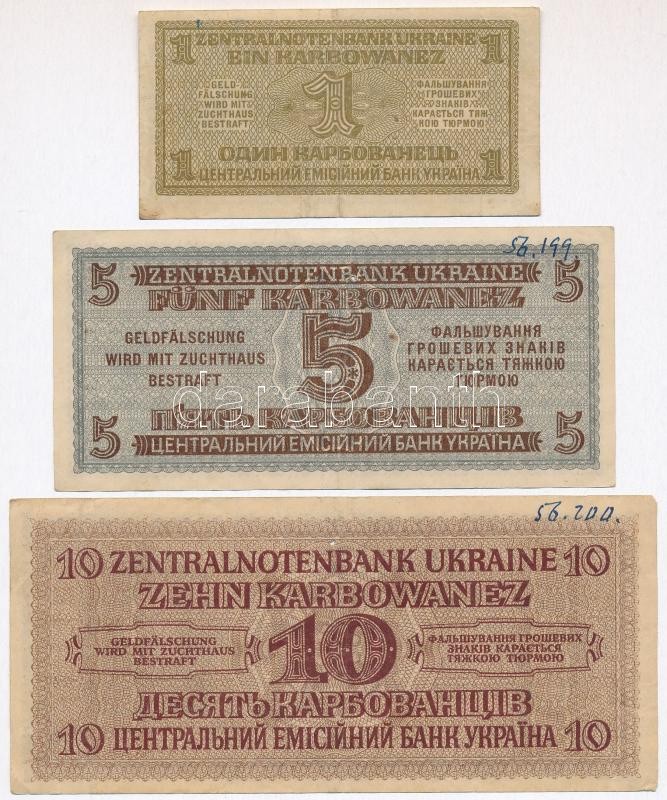 1 ZENTRALNOTENBANK UKRAINE 1
EIN KARBOWANEZ
GELD-
FÄLSCHUNG
WIRD MIT
ZUCHTHAUS
BESTRAFT
1
ФАЛЬШУВАННЯ
ГРОШЕВИХ
ЗНАКІВ
КАРАЄТЬСЯ ТЯЖ-
КОЮ ТЮРМОЮ
ОДИН КАРБОВАНЕЦЬ
1 ЦЕНТРАЛЬНИЙ ЕМІСІЙНИЙ БАНК УКРАЇНА 1
56.199
5 ZENTRALNOTENBANK UKRAINE 5
FÜNF KARBOWANEZ
GELDFÄLSCHUNG
WIRD MIT ZUCHTHAUS
BESTRAFT
5
ФАЛЬШУВАННЯ
ГРОШЕВИХ ЗНАКІВ
КАРАЄТЬСЯ ТЯЖКОЮ
ТЮРМОЮ
darabanth
ПЯТЬ КАРБОВАНЦІВ
5 ЦЕНТРАЛЬНИЙ ЕМІСІЙНИЙ БАНК УКРАЇНА 5
56.200.
10 ZENTRALNOTENBANK UKRAINE 10
ZEHN KARBOWANEZ
GELDFÄLSCHUNG
WIRD MIT ZUCHTHAUS
BESTRAFT
10
ФАЛЬШУВАННЯ ГРОШЕВИХ
ЗНАКІВ КАРАЄТЬСЯ
ТЯЖКОЮ ТЮРМОЮ
ДЕСЯТЬ КАРБОВАНЦІВ
10 ЦЕНТРАЛЬНИЙ ЕМІСІЙНИЙ БАНК УКРАЇНА 10